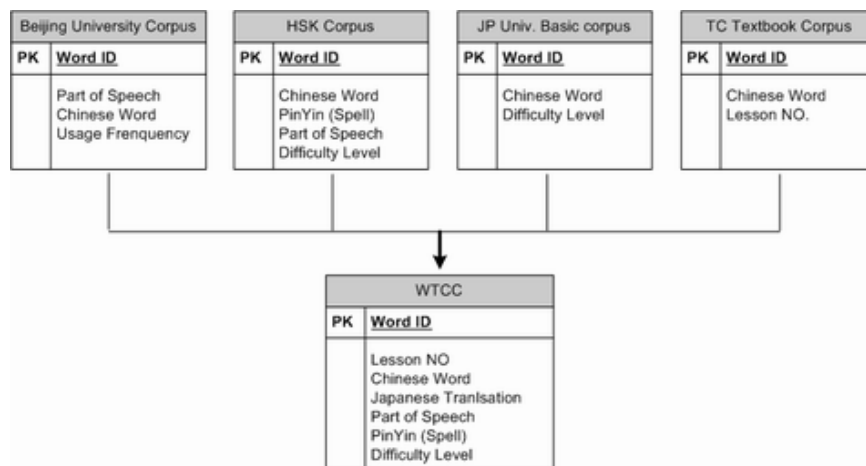 Beijing University Corpus
PK Word ID
Part of Speech
Chinese Word
Usage Frenquency
HSK Corpus
PK Word ID
Chinese Word
PinYin (Spell)
Part of Speech
Difficulty Level
JP Univ. Basic corpus
PK Word ID
Chinese Word
Difficulty Level
TC Textbook Corpus
PK Word ID
Chinese Word
Lesson NO.
WTCC
PK Word ID
Lesson NO
Chinese Word
Japanese Tranlsation
Part of Speech
PinYin (Spell)
Difficulty Level